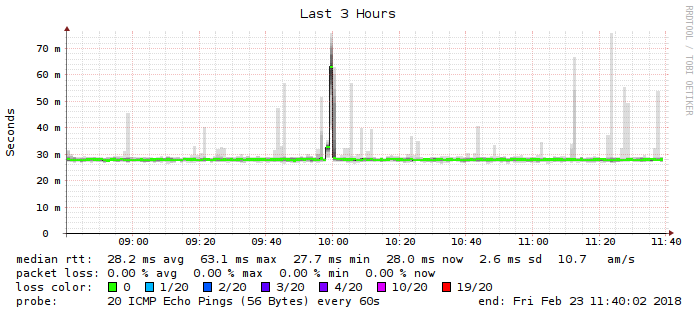 Last 3 Hours
RRDTOOL / TOBI OETIKER
Seconds
70 m
60 m
50 m
40 m
30 m
20 m
10 m
0
09:00 09:20 09:40 10:00 10:20 10:40 11:00 11:20 11:40
median rtt: 28.2 ms avg 63.1 ms max 27.7 ms min 28.0 ms now 2.6 ms sd 10.7 am/s
packet loss: 0.00 % avg 0.00 % max 0.00 % min 0.00 % now
loss color: 0 1/20 2/20 3/20 4/20 10/20 19/20
probe: 20 ICMP Echo Pings (56 Bytes) every 60s end: Fri Feb 23 11:40:02 2018